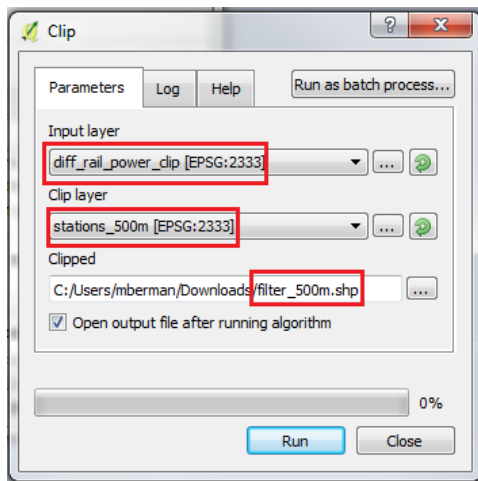 Clip
Parameters Log Help Run as batch process...
Input layer
diff_rail_power_clip [EPSG:2333] ...
Clip layer
stations_500m [EPSG:2333] ...
Clipped
C:/Users/mberman/Downloads/filter_500m.shp ...
Open output file after running algorithm
0%
Run Close